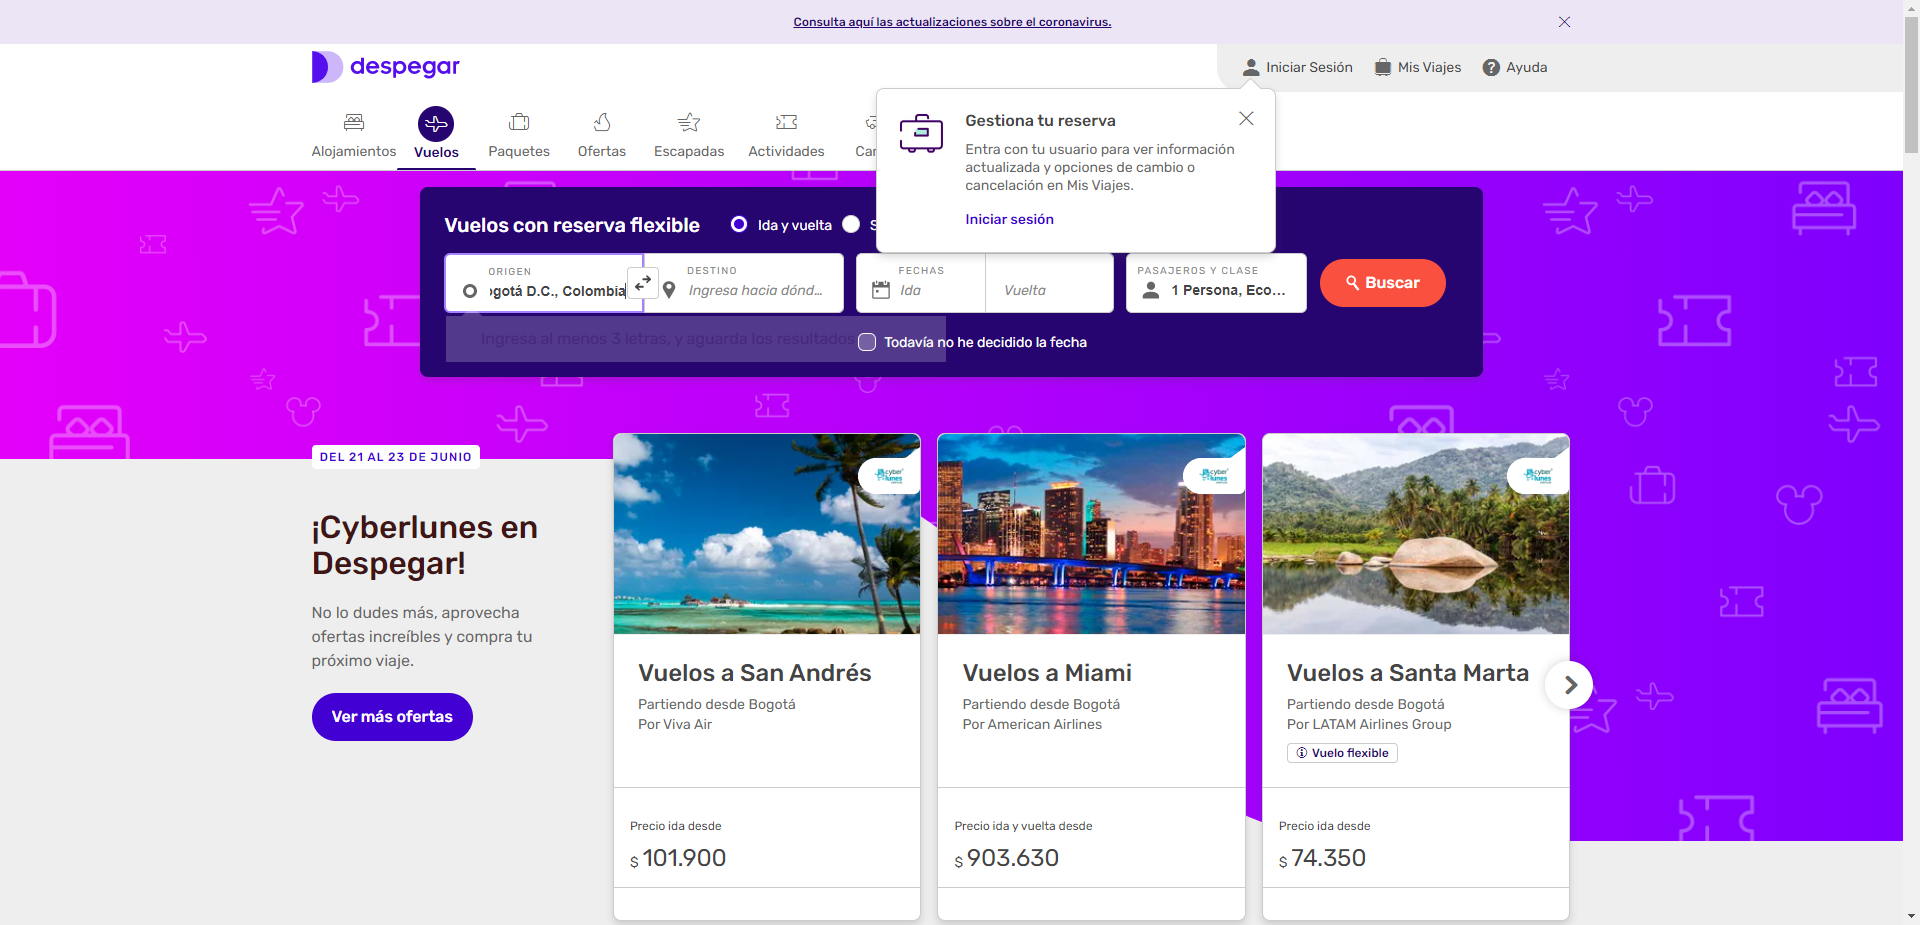 Consulta aquí las actualizaciones sobre el coronavirus.
despegar
Iniciar Sesión
Mis Viajes
Ayuda
Alojamientos
Vuelos
Paquetes
Ofertas
Escapadas
Actividades
Car
Gestiona tu reserva
Entra con tu usuario para ver información
actualizada y opciones de cambio o
cancelación en Mis Viajes.
Iniciar sesión
Vuelos con reserva flexible
Ida y vuelta
S
ORIGEN
ogotá D.C., Colombia
DESTINO
Ingresa hacia dónd...
FECHAS
Ida
Vuelta
PASAJEROS Y CLASE
1 Persona, Eco...
Buscar
Ingresa al menos 3 letras, y aguarda los resultados
Todavía no he decidido la fecha
DEL 21 AL 23 DE JUNIO
¡Cyberlunes en
Despegar!
No lo dudes más, aprovecha
ofertas increíbles y compra tu
próximo viaje.
Ver más ofertas
cyber
lunes
Vuelos a San Andrés
Partiendo desde Bogotá
Por Viva Air
Precio ida desde
$ 101.900
cyber
lunes
Vuelos a Miami
Partiendo desde Bogotá
Por American Airlines
Precio ida y vuelta desde
$ 903.630
cyber
lunes
Vuelos a Santa Marta
Partiendo desde Bogotá
Por LATAM Airlines Group
Vuelo flexible
Precio ida desde
$ 74.350